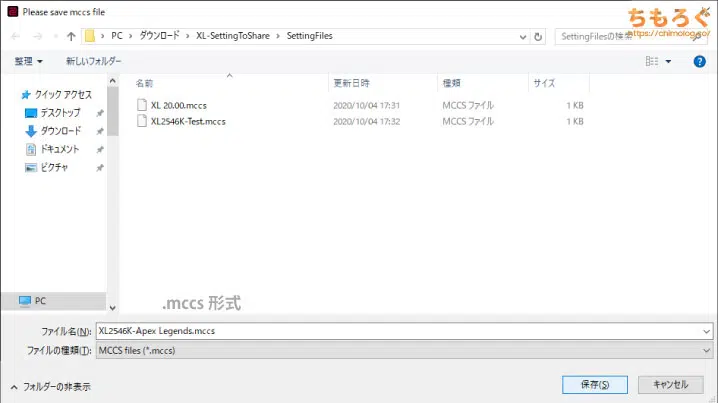 Please save mccs file
ちもろぐ
https://chimolog.co/
PC > ダウンロード > XL-SettingToShare > SettingFiles
SettingFilesの検索
整理
新しいフォルダー
名前 更新日時 種類 サイズ
クイック アクセス
デスクトップ
ダウンロード
ドキュメント
ピクチャ
PC
XL 20.00.mccs 2020/10/04 17:31 MCCS ファイル 1 KB
XL2546K-Test.mccs 2020/10/04 17:32 MCCS ファイル 1 KB
.mccs 形式
ファイル名(N): XL2546K-Apex Legends.mccs
ファイルの種類(T): MCCS files (*.mccs)
フォルダーの非表示
保存(S)
キャンセル